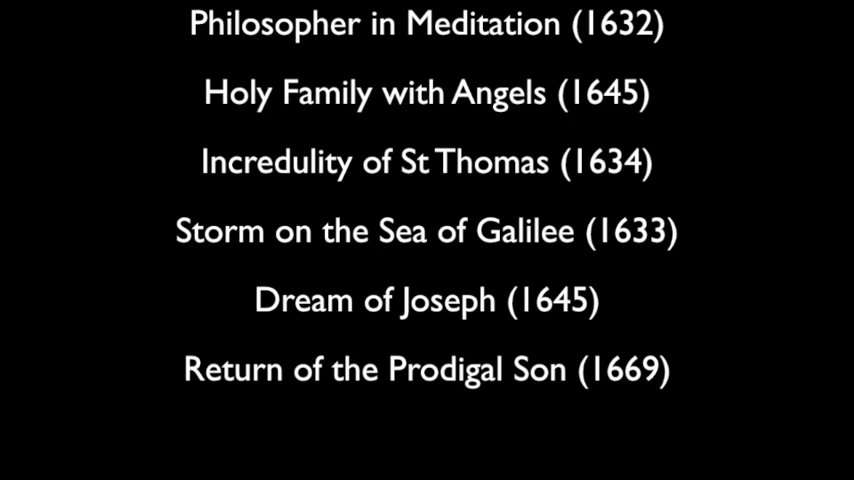 Philosopher in Meditation (1632)
Holy Family with Angels (1645)
Incredulity of St Thomas (1634)
Storm on the Sea of Galilee (1633)
Dream of Joseph (1645)
Return of the Prodigal Son (1669)